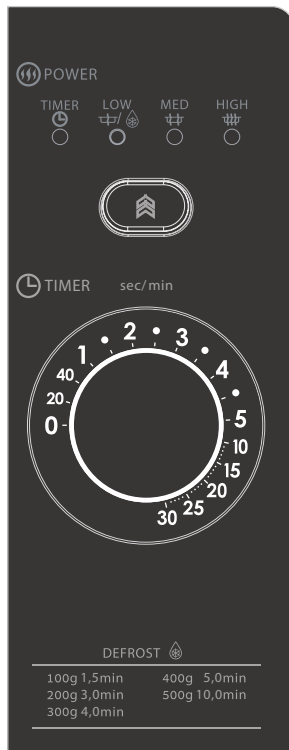 POWER
TIMER LOW MED HIGH
/
TIMER sec/min
0 20 40 1 2 3 4 5 10 15 20 25 30
DEFROST
100g 1,5min 400g 5,0min
200g 3,0min 500g 10,0min
300g 4,0min